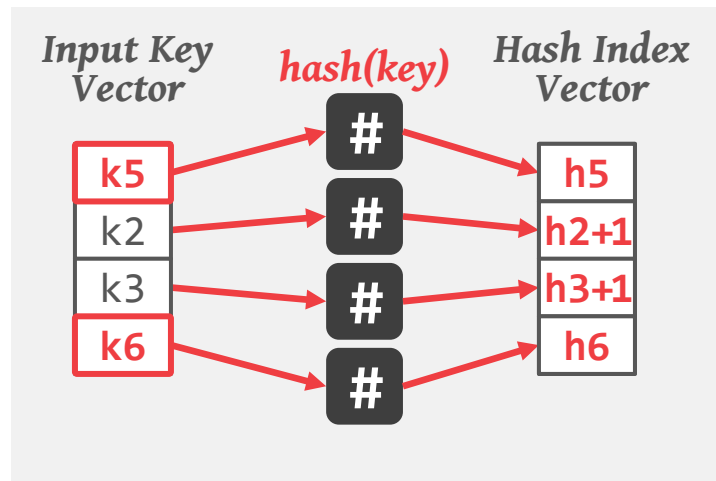 Input Key
Vector
hash(key)
Hash Index
Vector
k5
k2
k3
k6
#
#
#
#
h5
h2+1
h3+1
h6